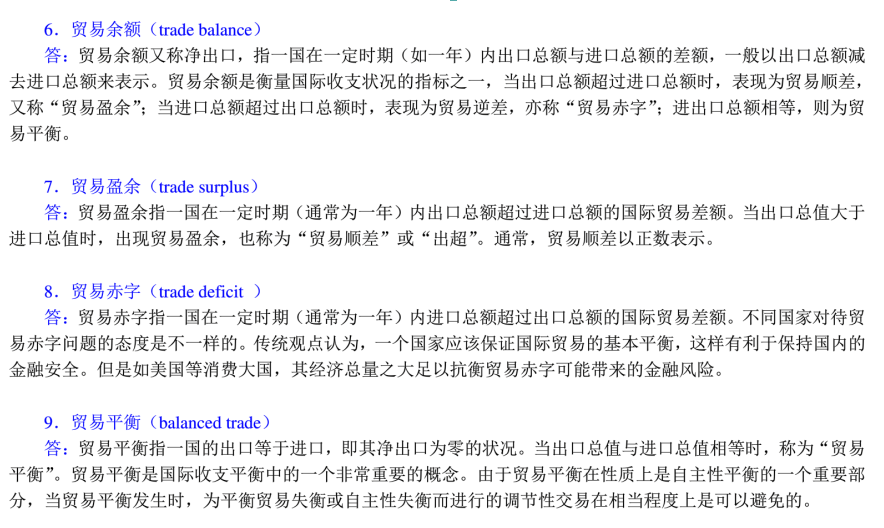 6．贸易余额（trade balance）
答：贸易余额又称净出口，指一国在一定时期（如一年）内出口总额与进口总额的差额，一般以出口总额减
去进口总额来表示。贸易余额是衡量国际收支状况的指标之一，当出口总额超过进口总额时，表现为贸易顺差，
又称“贸易盈余”；当进口总额超过出口总额时，表现为贸易逆差，亦称“贸易赤字”；进出口总额相等，则为贸
易平衡。
7．贸易盈余（trade surplus）
答：贸易盈余指一国在一定时期（通常为一年）内出口总额超过进口总额的国际贸易差额。当出口总值大于
进口总值时，出现贸易盈余，也称为“贸易顺差”或“出超”。通常，贸易顺差以正数表示。
8．贸易赤字（trade deficit ）
答：贸易赤字指一国在一定时期（通常为一年）内进口总额超过出口总额的国际贸易差额。不同国家对待贸
易赤字问题的态度是不一样的。传统观点认为，一个国家应该保证国际贸易的基本平衡，这样有利于保持国内的
金融安全。但是如美国等消费大国，其经济总量之大足以抗衡贸易赤字可能带来的金融风险。
9．贸易平衡（balanced trade）
答：贸易平衡指一国的出口等于进口，即其净出口为零的状况。当出口总值与进口总值相等时，称为“贸易
平衡”。贸易平衡是国际收支平衡中的一个非常重要的概念。由于贸易平衡在性质上是自主性平衡的一个重要部
分，当贸易平衡发生时，为平衡贸易失衡或自主性失衡而进行的调节性交易在相当程度上是可以避免的。